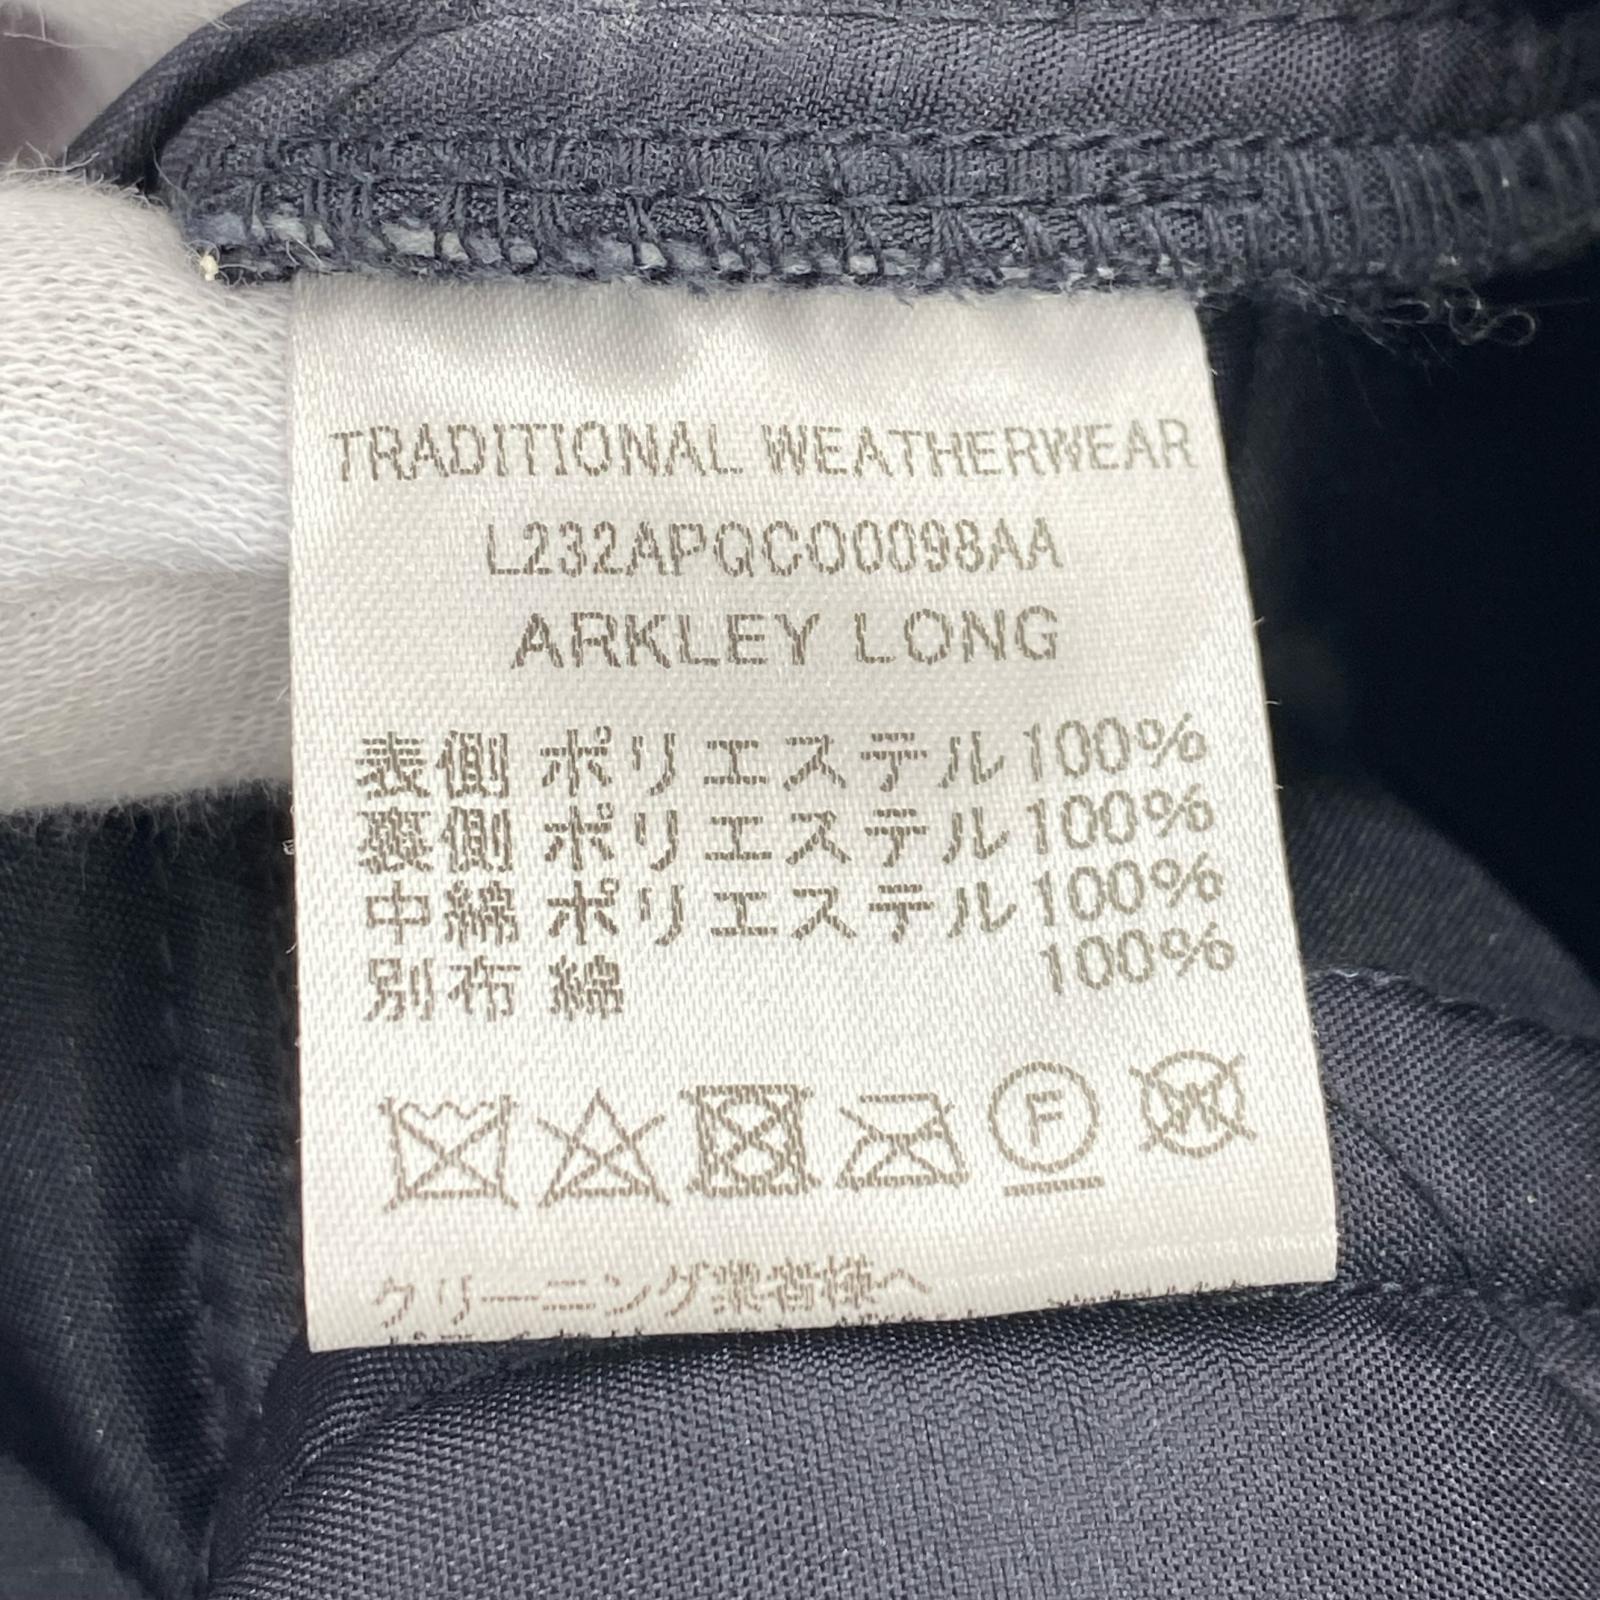 TRADITIONAL WEATHERWEAR
L232APQCO0098AA
ARKLEY LONG
表側 ポリエステル100%
裏側 ポリエステル100%
中綿 ポリエステル100%
別布 綿 100%
F
W
クリーニング業者様へ